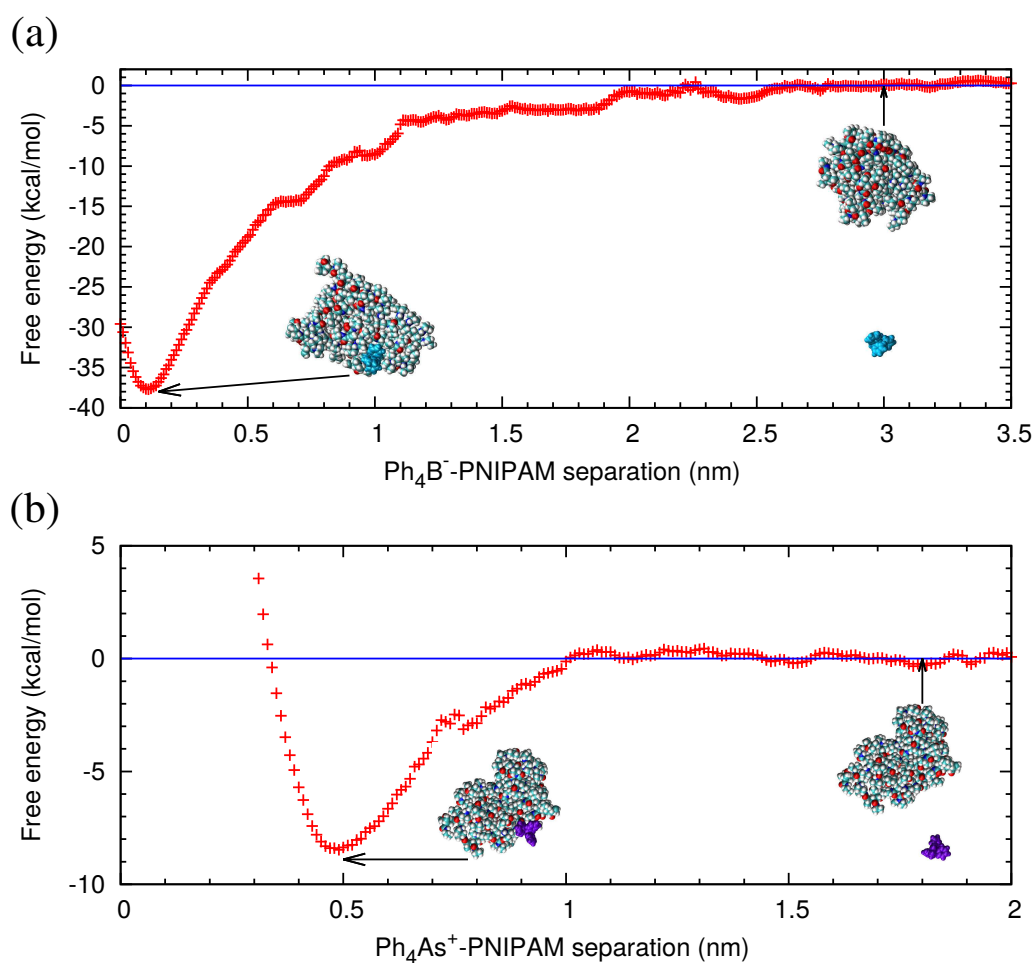 (a)
Free energy (kcal/mol)
0
-5
-10
-15
-20
-25
-30
-35
-40
0 0.5 1 1.5 2 2.5 3 3.5
Ph₄B⁻-PNIPAM separation (nm)
(b)
Free energy (kcal/mol)
5
0
-5
-10
0 0.5 1 1.5 2
Ph₄As⁺-PNIPAM separation (nm)